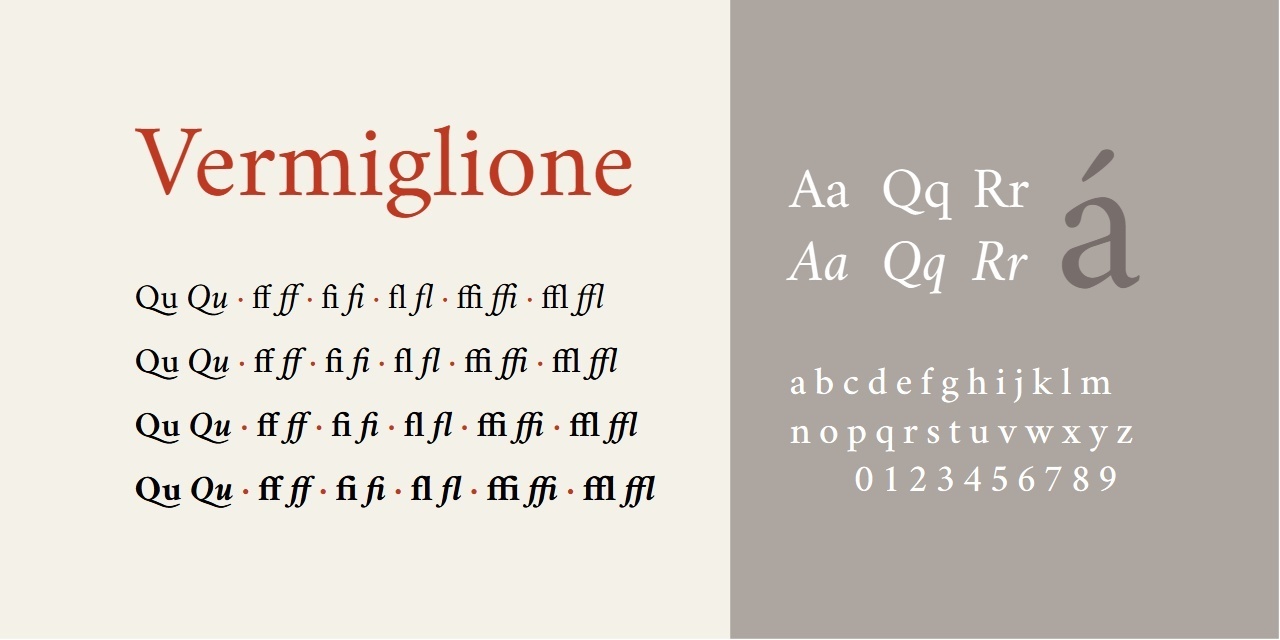 Vermiglione
Qu Qu · ff ff · fi fi · fl fl · ffi ffi · ffl ffl
Qu Qu · ff ff · fi fi · fl fl · ffi ffi · ffl ffl
Qu Qu · ff ff · fi fi · fl fl · ffi ffi · ffl ffl
Qu Qu · ff ff · fi fi · fl fl · ffi ffi · ffl ffl
Aa Qq Rr
Aa Qq Rr
á
a b c d e f g h i j k l m
n o p q r s t u v w x y z
0 1 2 3 4 5 6 7 8 9